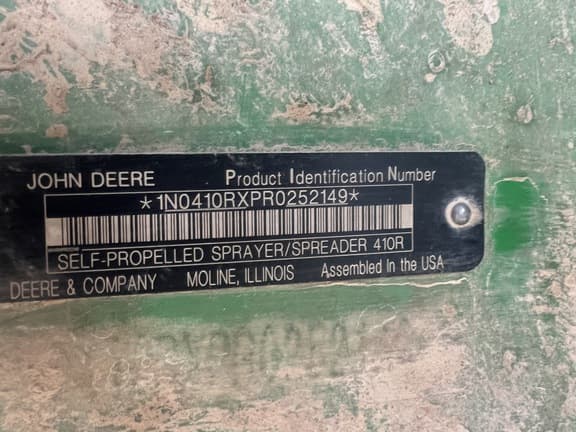 JOHN DEERE Product Identification Number
*1N0410RXPR0252149*
SELF-PROPELLED SPRAYER/SPREADER 410R
DEERE & COMPANY MOLINE, ILLINOIS Assembled In the USA